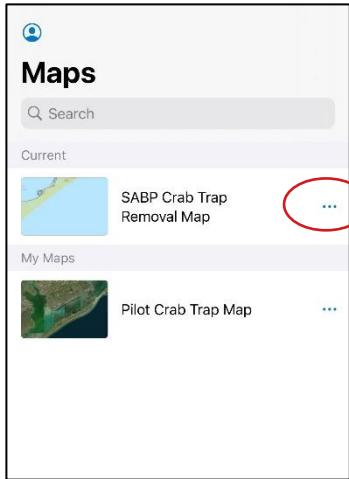 Maps
Search
Current
SABP Crab Trap
Removal Map
My Maps
Pilot Crab Trap Map